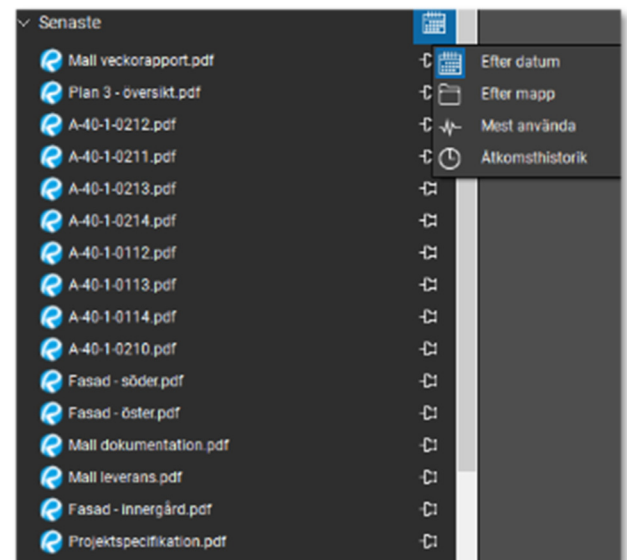 Senaste
Mall veckorapport.pdf
Plan 3 - översikt.pdf
A-40-1-0212.pdf
A-40-1-0211.pdf
A-40-1-0213.pdf
A-40-1-0214.pdf
A-40-1-0112.pdf
A-40-1-0113.pdf
A-40-1-0114.pdf
A-40-1-0210.pdf
Fasad - söder.pdf
Fasad - öster.pdf
Mall dokumentation.pdf
Mall leverans.pdf
Fasad - innergård.pdf
Projektspecifikation.pdf
Efter datum
Efter mapp
Mest använda
Åtkomsthistorik